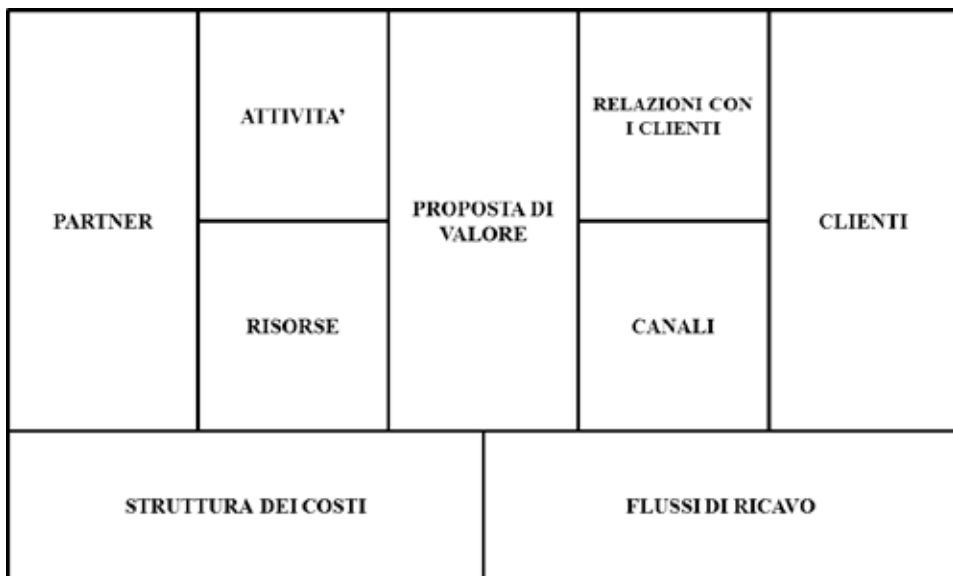 PARTNER
ATTIVITA’
RISORSE
PROPOSTA DI
VALORE
RELAZIONI CON
I CLIENTI
CANALI
CLIENTI
STRUTTURA DEI COSTI
FLUSSI DI RICAVO